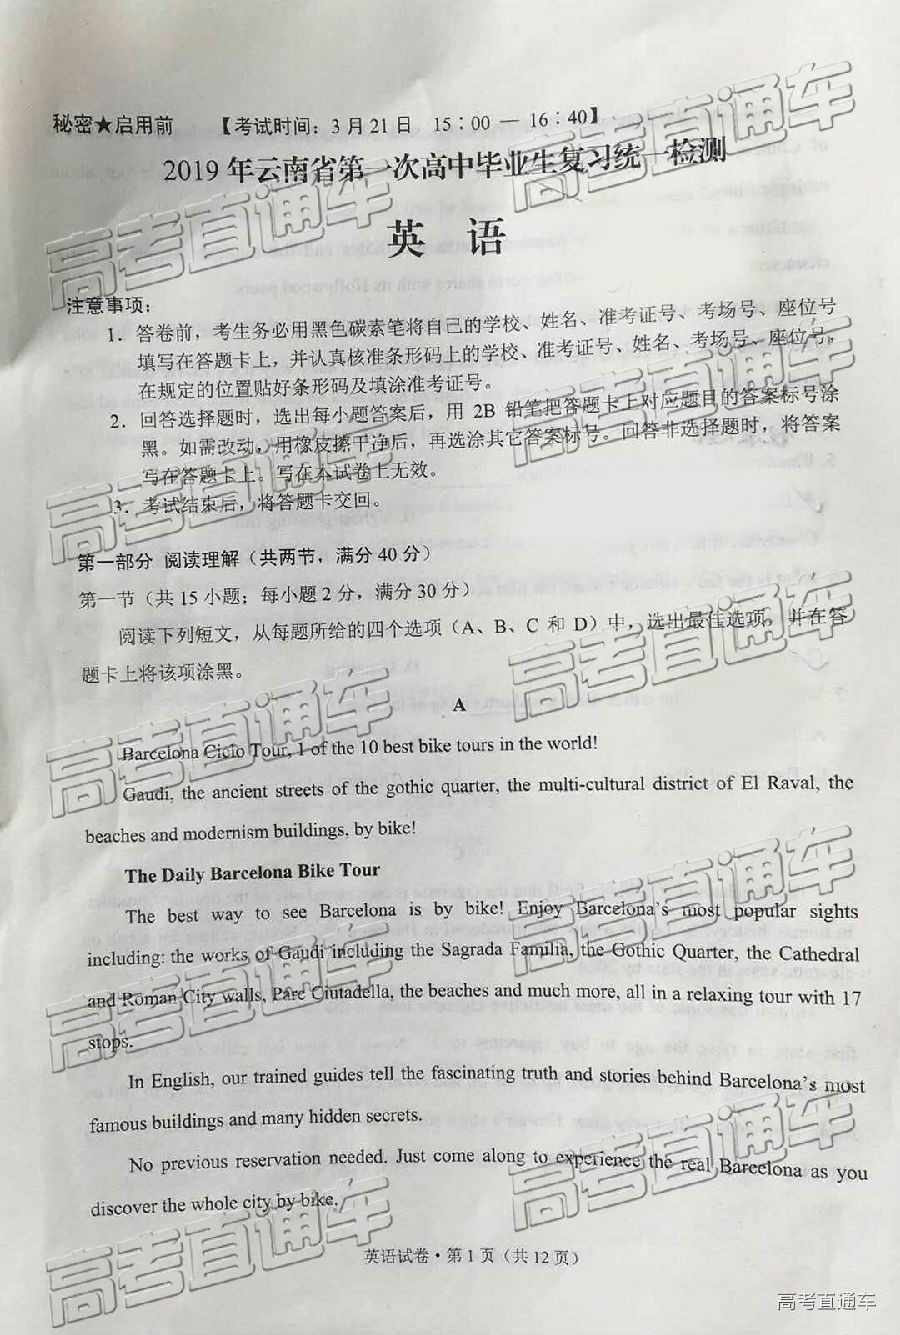 秘密★启用前 【考试时间：3月21日 15：00 — 16：40】
2019年云南省第一次高中毕业生复习统一检测
英 语
注意事项：
1．答卷前，考生务必用黑色碳素笔将自己的学校、姓名、准考证号、考场号、座位号
填写在答题卡上，并认真核准条形码上的学校、准考证号、姓名、考场号、座位号，
在规定的位置贴好条形码及填涂准考证号。
2．回答选择题时，选出每小题答案后，用 2B 铅笔把答题卡上对应题目的答案标号涂
黑。如需改动，用橡皮擦干净后，再选涂其它答案标号。回答非选择题时，将答案
写在答题卡上。写在本试卷上无效。
3．考试结束后，将答题卡交回。
第一部分 阅读理解（共两节，满分 40 分）
第一节（共 15 小题；每小题 2 分，满分 30 分）
阅读下列短文，从每题所给的四个选项（A、B、C 和 D）中，选出最佳选项，并在答
题卡上将该项涂黑。
A
Barcelona Ciclo Tour, 1 of the 10 best bike tours in the world!
Gaudi, the ancient streets of the gothic quarter, the multi-cultural district of El Raval, the
beaches and modernism buildings, by bike!
The Daily Barcelona Bike Tour
The best way to see Barcelona is by bike! Enjoy Barcelona's most popular sights
including: the works of Gaudi including the Sagrada Familia, the Gothic Quarter, the Cathedral
and Roman City walls, Parc Ciutadella, the beaches and much more, all in a relaxing tour with 17
stops.
In English, our trained guides tell the fascinating truth and stories behind Barcelona's most
famous buildings and many hidden secrets.
No previous reservation needed. Just come along to experience the real Barcelona as you
discover the whole city by bike.
英语试卷·第 1 页（共 12 页）
高考直通车